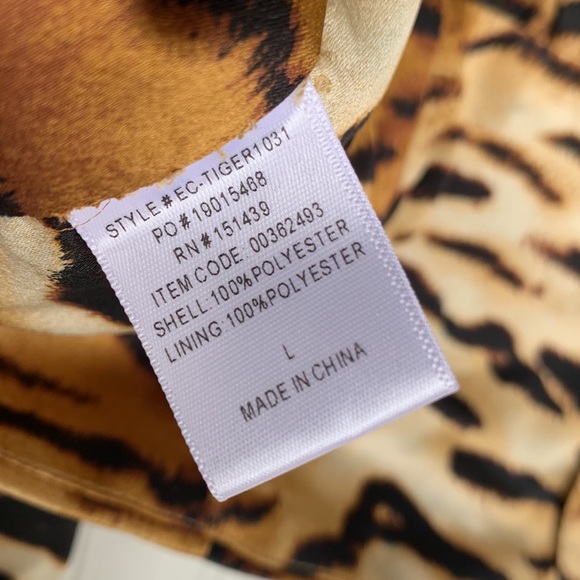 STYLE#EC-TIGER1031
PO#19015468
RN#151439
ITEM CODE: 00362493
SHELL:100%POLYESTER
LINING:100%POLYESTER
L
MADE IN CHINA